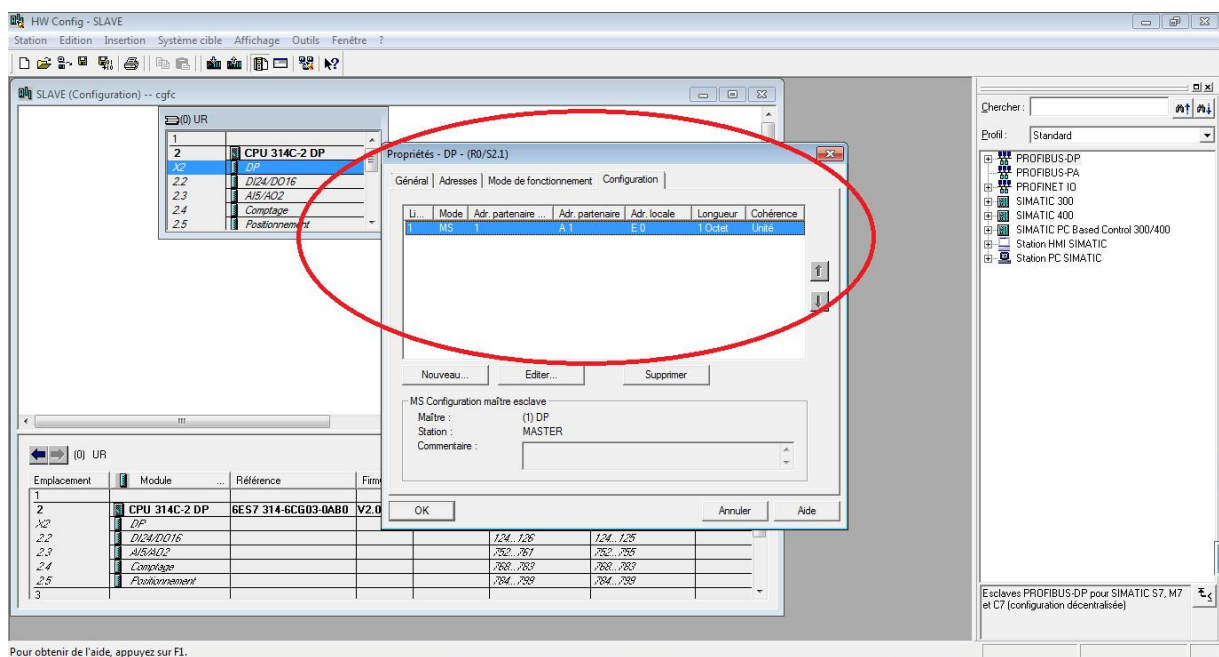 HW Config - SLAVE
Station Edition Insertion Système cible Affichage Outils Fenêtre ?
SLAVE (Configuration) -- cgfc
(0) UR
1
2 CPU 314C-2 DP
X2 DP
2.2 DI24/DO16
2.3 AI5/AO2
2.4 Comptage
2.5 Positionnement
Propriétés - DP - (R0/S2.1)
Général Adresses Mode de fonctionnement Configuration
Li... Mode Adr. partenaire ... Adr. partenaire Adr. locale Longueur Cohérence
1 MS 1 A 1 E 0 1 Octet Unité
Nouveau... Editer... Supprimer
MS Configuration maître esclave
Maître : (1) DP
Station : MASTER
Commentaire :
OK Annuler Aide
(0) UR
Emplacement Module ... Référence Firm
1
2 CPU 314C-2 DP 6ES7 314-6CG03-0AB0 V2.0
X2 DP
2.2 DI24/DO16 124...126 124...125
2.3 AI5/AO2 752...761 752...755
2.4 Comptage 768...783 768...783
2.5 Positionnement 784...799 784...799
3
Chercher :
Profil : Standard
PROFIBUS-DP
PROFIBUS-PA
PROFINET IO
SIMATIC 300
SIMATIC 400
SIMATIC PC Based Control 300/400
Station HMI SIMATIC
Station PC SIMATIC
Esclaves PROFIBUS-DP pour SIMATIC S7, M7
et C7 (configuration décentralisée)
Pour obtenir de l'aide, appuyez sur F1.